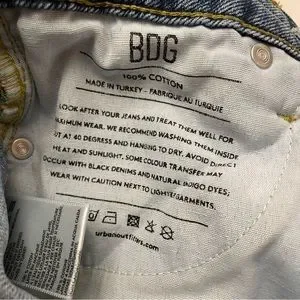 BDG
100% COTTON
MADE IN TURKEY - FABRIQUÉ AU TURQUIE
LOOK AFTER YOUR JEANS AND TREAT THEM WELL FOR
MAXIMUM WEAR. WE RECOMMEND WASHING THEM INSIDE
OUT AT 40 DEGREES AND HANGING TO DRY. AVOID DIRECT
HEAT AND SUNLIGHT. SOME COLOUR TRANSFER MAY
OCCUR WITH BLACK DENIMS AND NATURAL INDIGO DYES;
WEAR WITH CAUTION NEXT TO LIGHTER GARMENTS.
urbanoutfitters.com